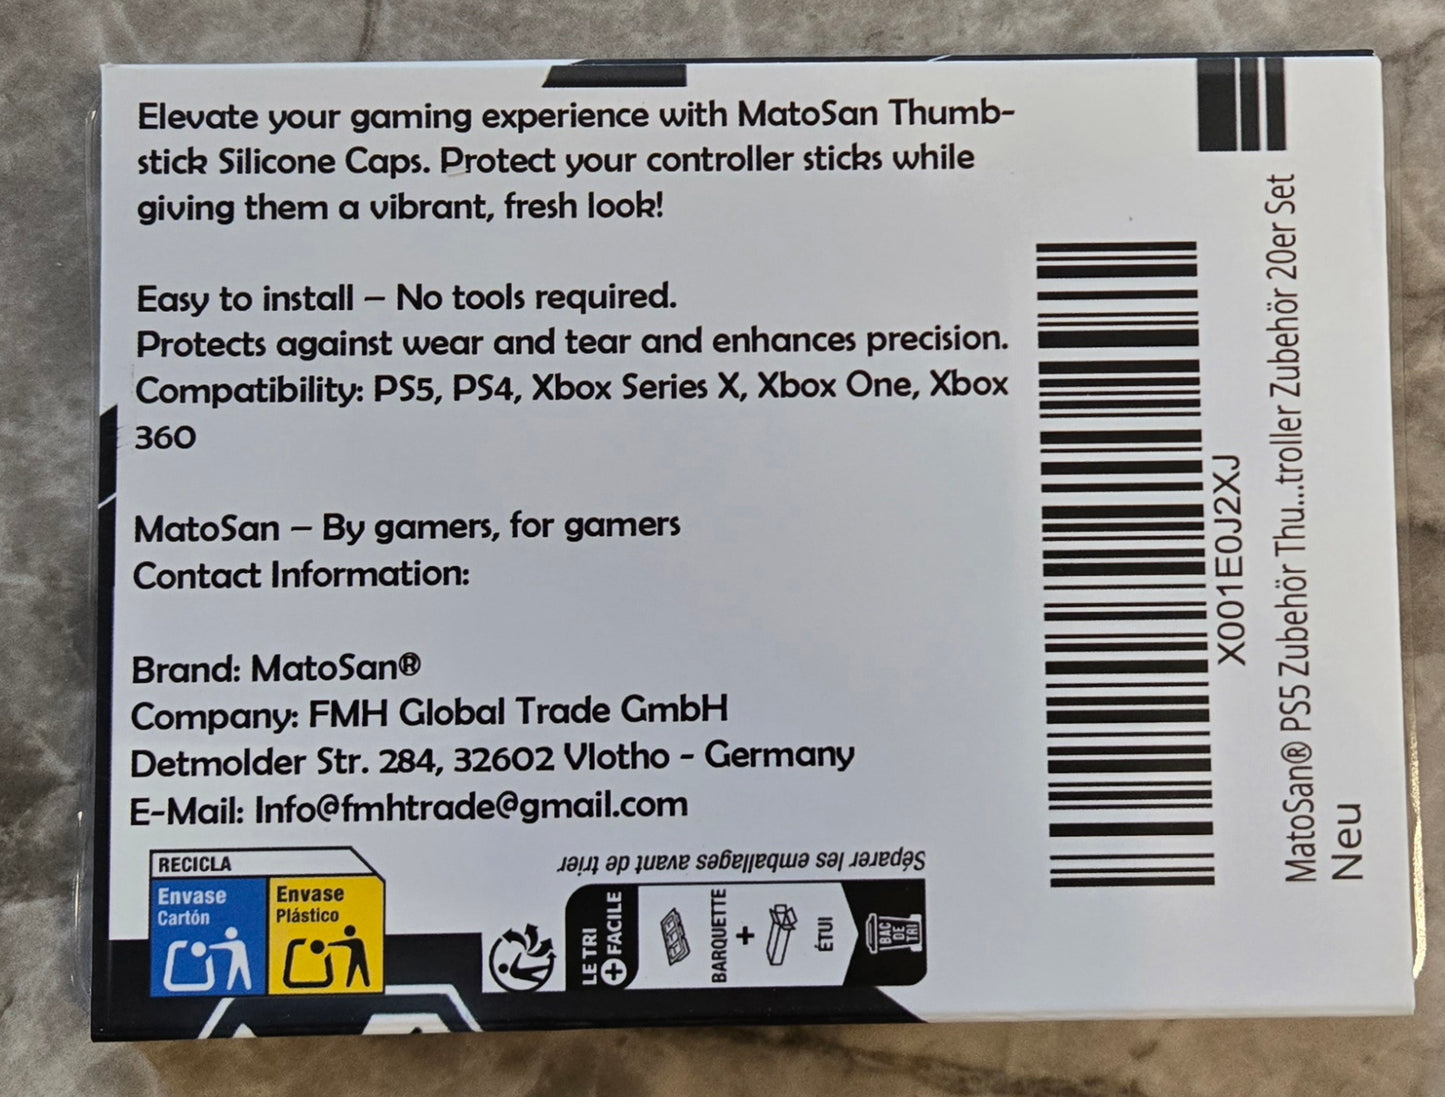 Elevate your gaming experience with MatoSan Thumb-
stick Silicone Caps. Protect your controller sticks while
giving them a vibrant, fresh look!
Easy to install – No tools required.
Protects against wear and tear and enhances precision.
Compatibility: PS5, PS4, Xbox Series X, Xbox One, Xbox
360
MatoSan – By gamers, for gamers
Contact Information:
Brand: MatoSan®
Company: FMH Global Trade GmbH
Detmolder Str. 284, 32602 Vlotho - Germany
E-Mail: Info@fmhtrade@gmail.com
RECICLA
Envase
Cartón
Envase
Plástico
Séparer les emballages avant de trier
LE TRI
+ FACILE
BARQUETTE
+
ÉTUI
BAC
DE
TRI
X001E0J2XJ
MatoSan® PS5 Zubehör Thu...troller Zubehör 20er Set
Neu